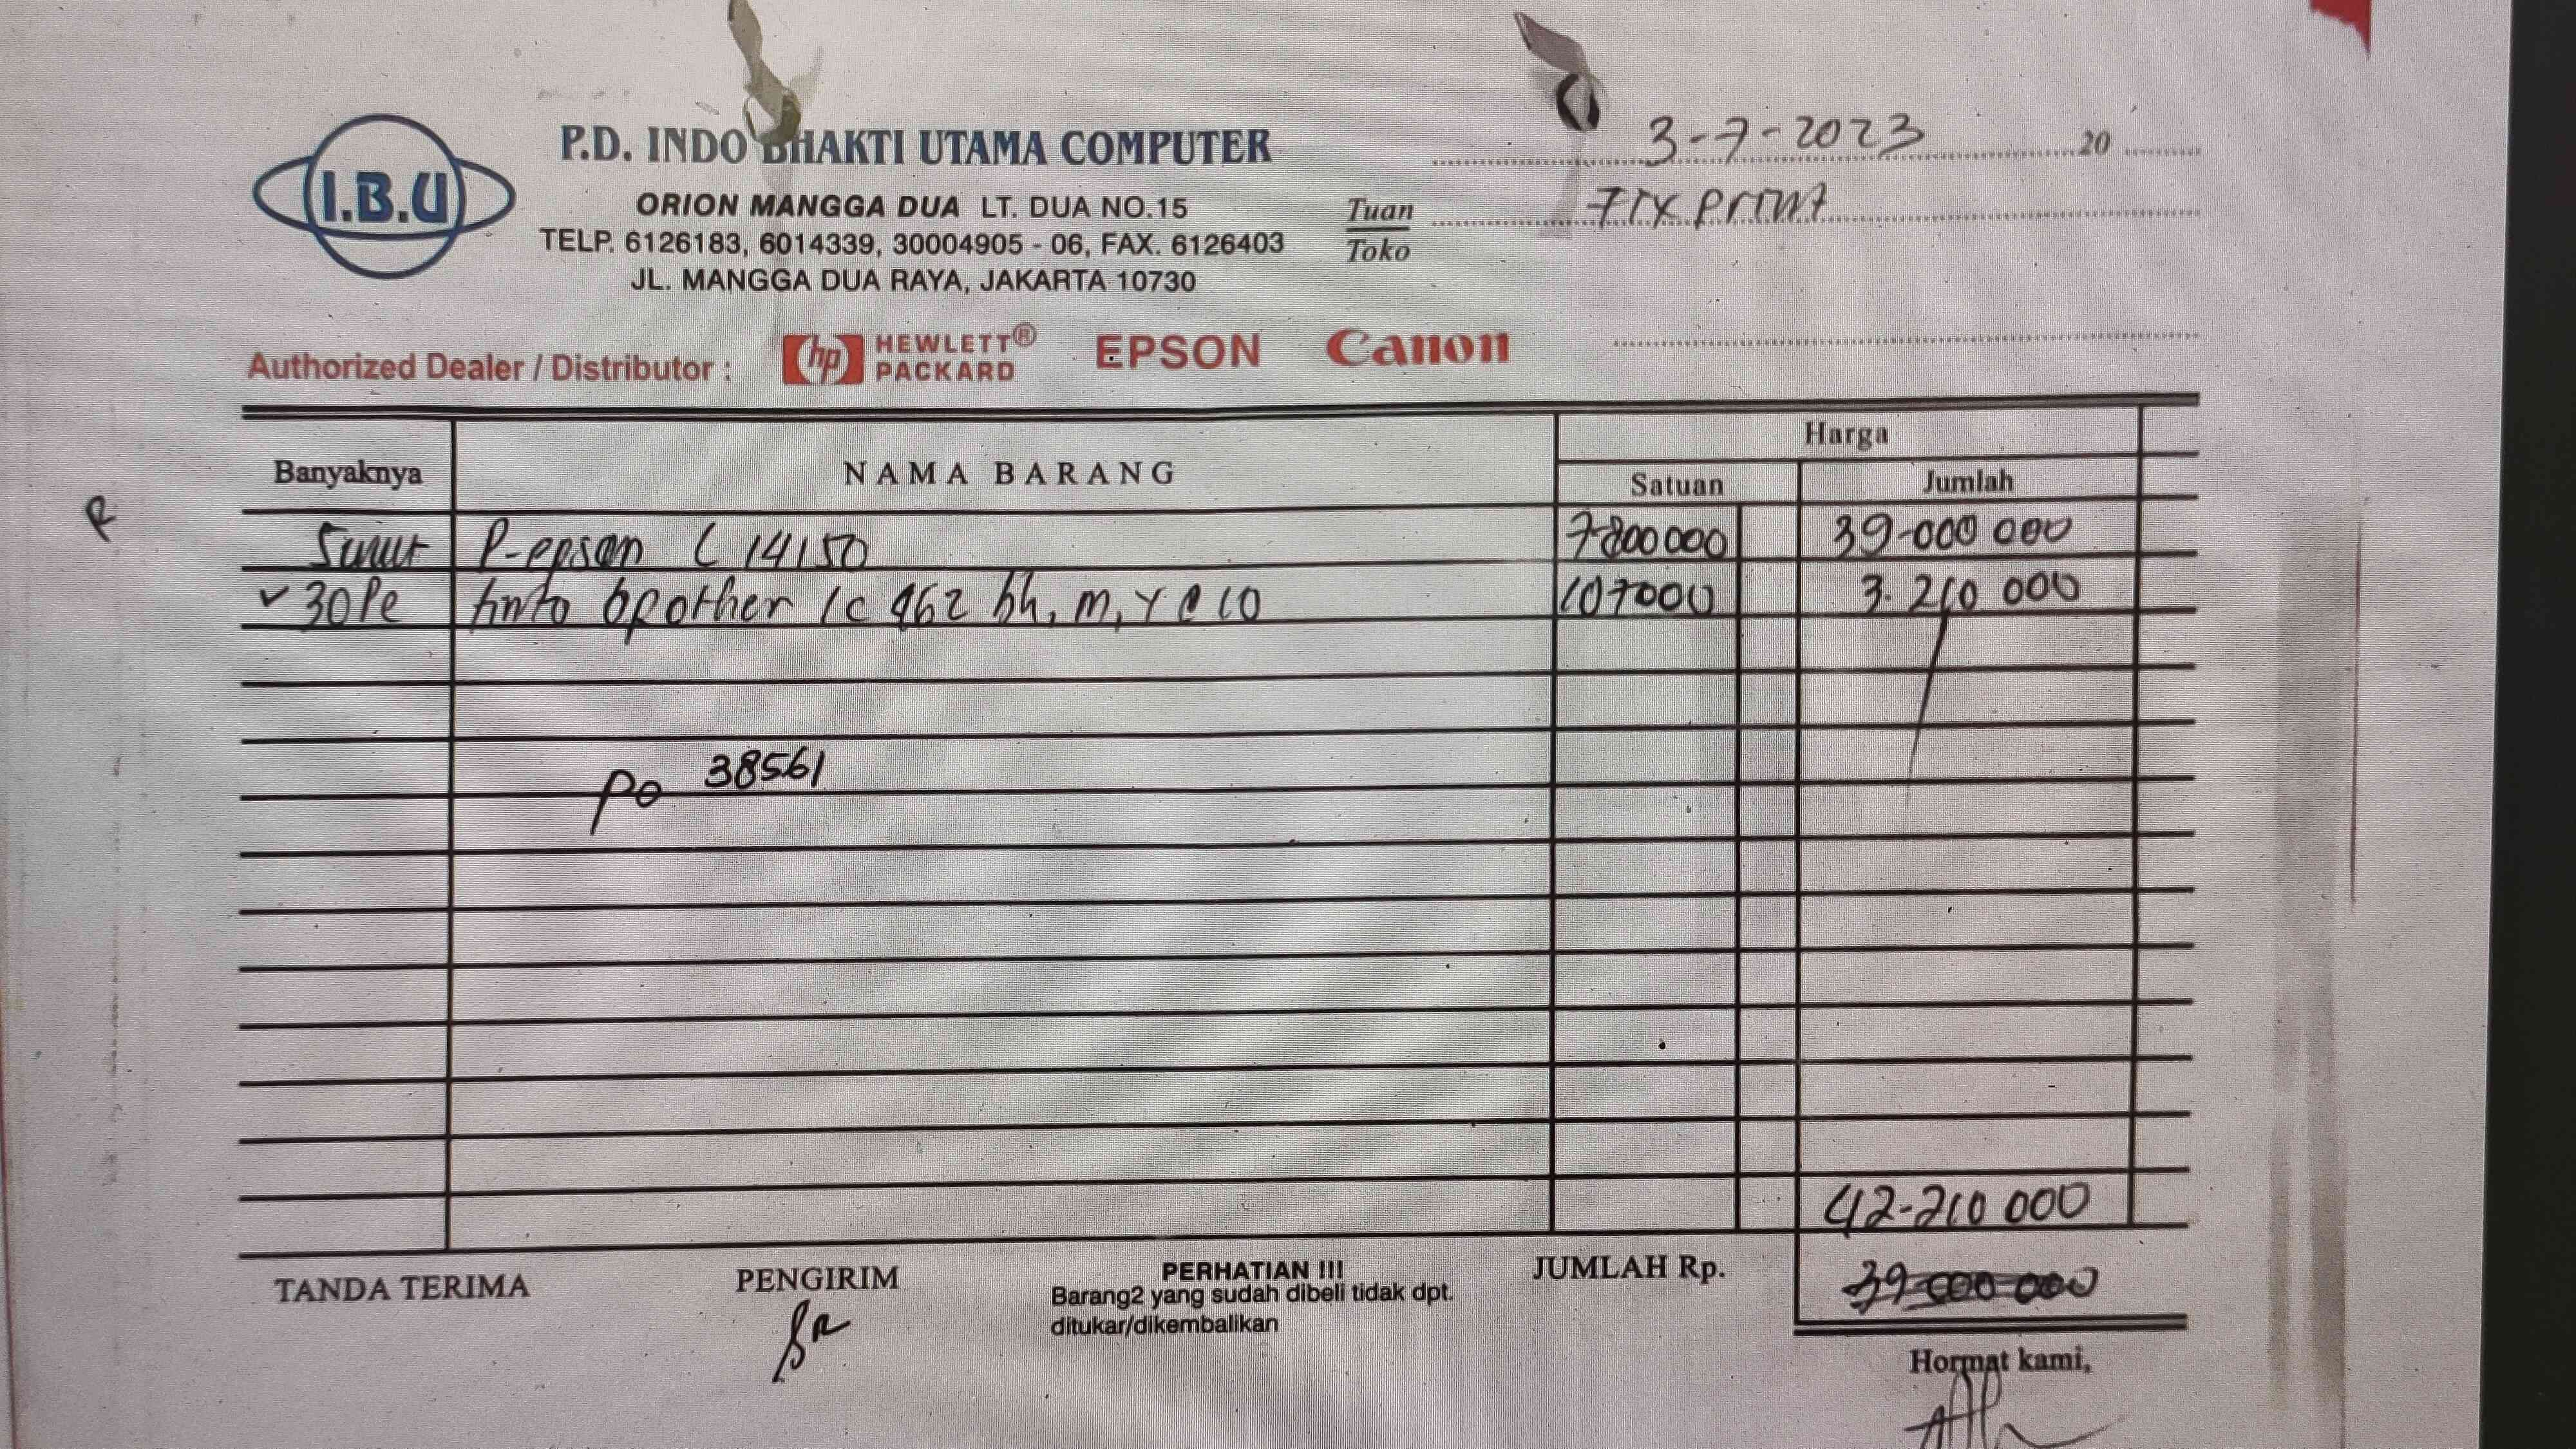 I.B.U
P.D. INDO BHAKTI UTAMA COMPUTER
ORION MANGGA DUA LT. DUA NO.15
TELP. 6126183, 6014339, 30004905 - 06, FAX. 6126403
JL. MANGGA DUA RAYA, JAKARTA 10730
3-7-2023 20
Tuan
Toko
Authorized Dealer / Distributor : hp HEWLETT® PACKARD EPSON Canon
Banyaknya NAMA BARANG Harga
Satuan Jumlah
P-epson L 14150 7800000 39-000 000
30 brother 107000 3.210 000
Po 38561
42-210 000
TANDA TERIMA PENGIRIM PERHATIAN !!! JUMLAH Rp. 39 000 000
Barang2 yang sudah dibeli tidak dpt.
ditukar/dikembalikan
Hormat kami,